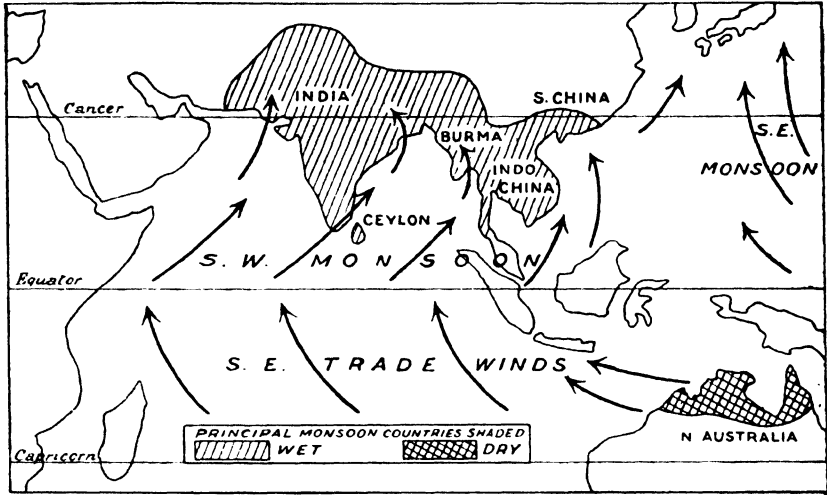 Cancer
INDIA
S. CHINA
BURMA
S. E.
MONSOON
INDO
CHINA
CEYLON
S. W. MONSOON
Equator
S. E. TRADE WINDS
N AUSTRALIA
PRINCIPAL MONSOON COUNTRIES SHADED
WET DRY
Capricorn